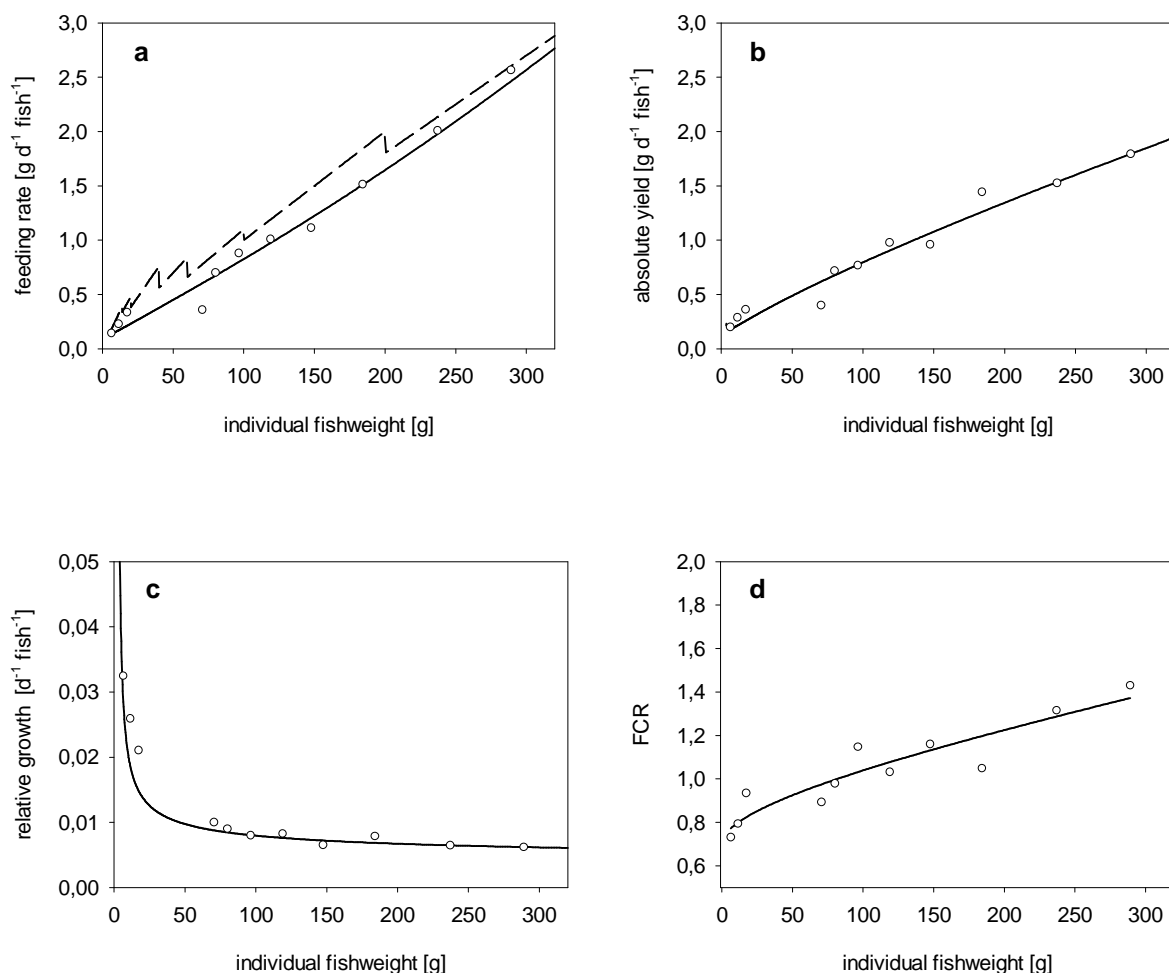 a
3,0
2,5
2,0
1,5
1,0
0,5
0,0
feeding rate [g d⁻¹ fish⁻¹]
0 50 100 150 200 250 300
individual fishweight [g]
b
3,0
2,5
2,0
1,5
1,0
0,5
0,0
absolute yield [g d⁻¹ fish⁻¹]
0 50 100 150 200 250 300
individual fishweight [g]
c
0,05
0,04
0,03
0,02
0,01
0,00
relative growth [d⁻¹ fish⁻¹]
0 50 100 150 200 250 300
individual fishweight [g]
d
2,0
1,8
1,6
1,4
1,2
1,0
0,8
0,6
FCR
0 50 100 150 200 250 300
individual fishweight [g]